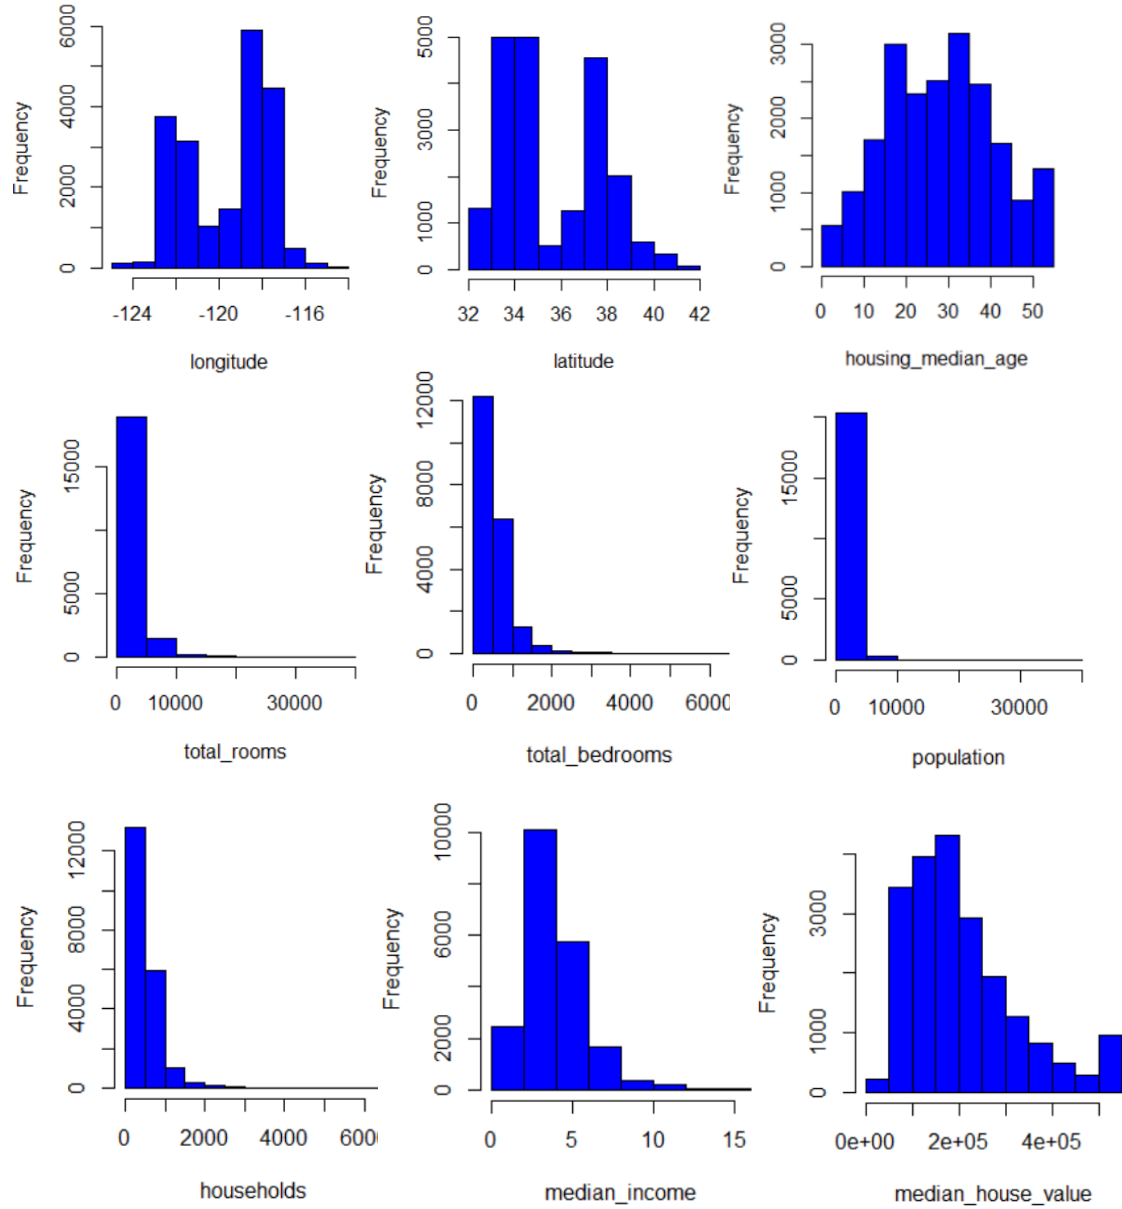 Frequency
0 2000 4000 6000
-124 -120 -116
longitude
Frequency
0 1000 3000 5000
32 34 36 38 40 42
latitude
Frequency
0 1000 2000 3000
0 10 20 30 40 50
housing_median_age
Frequency
0 5000 15000
0 10000 30000
total_rooms
Frequency
0 4000 8000 12000
0 2000 4000 6000
total_bedrooms
Frequency
0 5000 15000
0 10000 30000
population
Frequency
0 4000 8000 12000
0 2000 4000 600
households
Frequency
0 2000 6000 10000
0 5 10 15
median_income
Frequency
0 1000 3000
0e+00 2e+05 4e+05
median_house_value